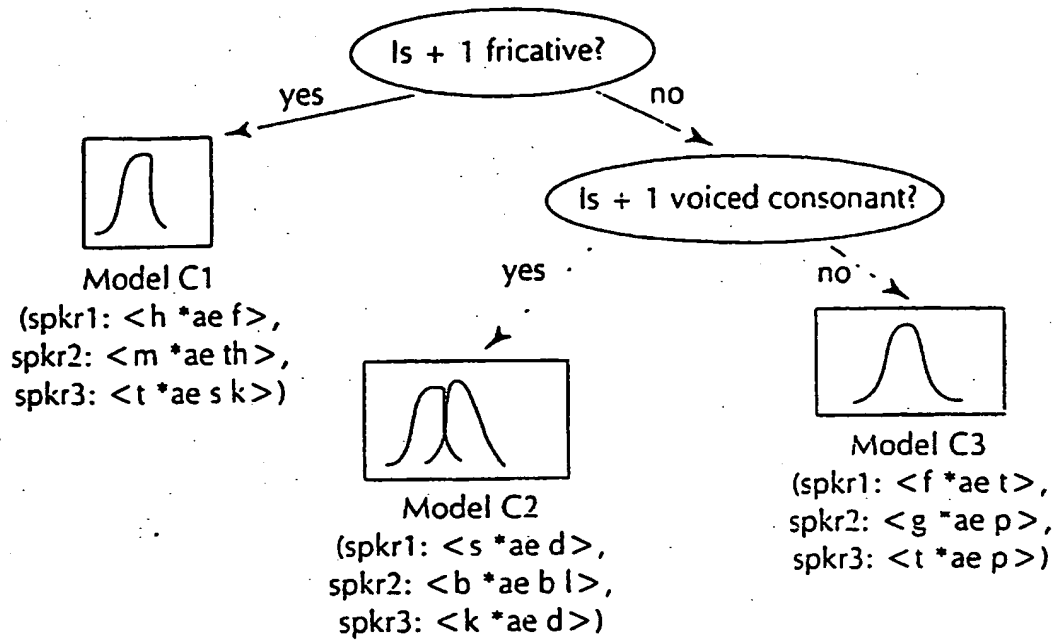 Is + 1 fricative?
yes
no
Is + 1 voiced consonant?
yes
no
Model C1
(spkr1: <h *ae f>,
spkr2: <m *ae th>,
spkr3: <t *ae s k>)
Model C2
(spkr1: <s *ae d>,
spkr2: <b *ae b l>,
spkr3: <k *ae d>)
Model C3
(spkr1: <f *ae t>,
spkr2: <g *ae p>,
spkr3: <t *ae p>)